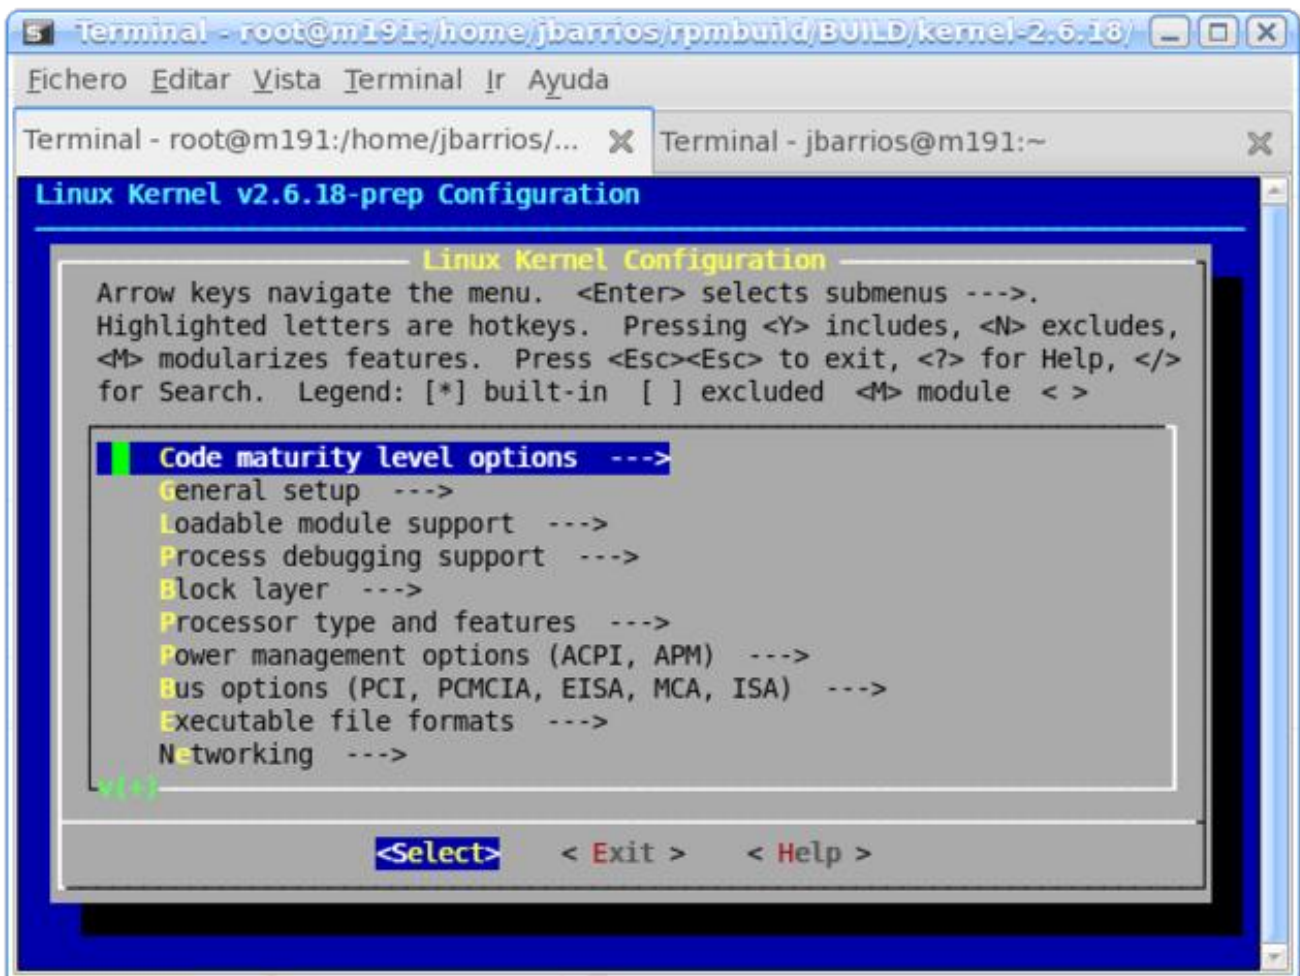 Terminal - root@m191:/home/jbarrios/rpmbuild/BUILD/kernel-2.6.18/
Fichero Editar Vista Terminal Ir Ayuda
Terminal - root@m191:/home/jbarrios/... Terminal - jbarrios@m191:~
Linux Kernel v2.6.18-prep Configuration
Linux Kernel Configuration
Arrow keys navigate the menu.  <Enter> selects submenus --->.
Highlighted letters are hotkeys.  Pressing <Y> includes, <N> excludes,
<M> modularizes features.  Press <Esc><Esc> to exit, <?> for Help, </>
for Search.  Legend: [*] built-in  [ ] excluded  <M> module  < >
Code maturity level options  --->
General setup  --->
Loadable module support  --->
Process debugging support  --->
Block layer  --->
Processor type and features  --->
Power management options (ACPI, APM)  --->
Bus options (PCI, PCMCIA, EISA, MCA, ISA)  --->
Executable file formats  --->
Networking  --->
v(+)
<Select>    < Exit >    < Help >